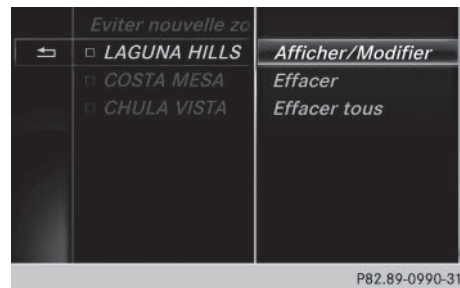 Eviter nouvelle zo
LAGUNA HILLS
COSTA MESA
CHULA VISTA
Afficher/Modifier
Effacer
Effacer tous
P82.89-0990-31